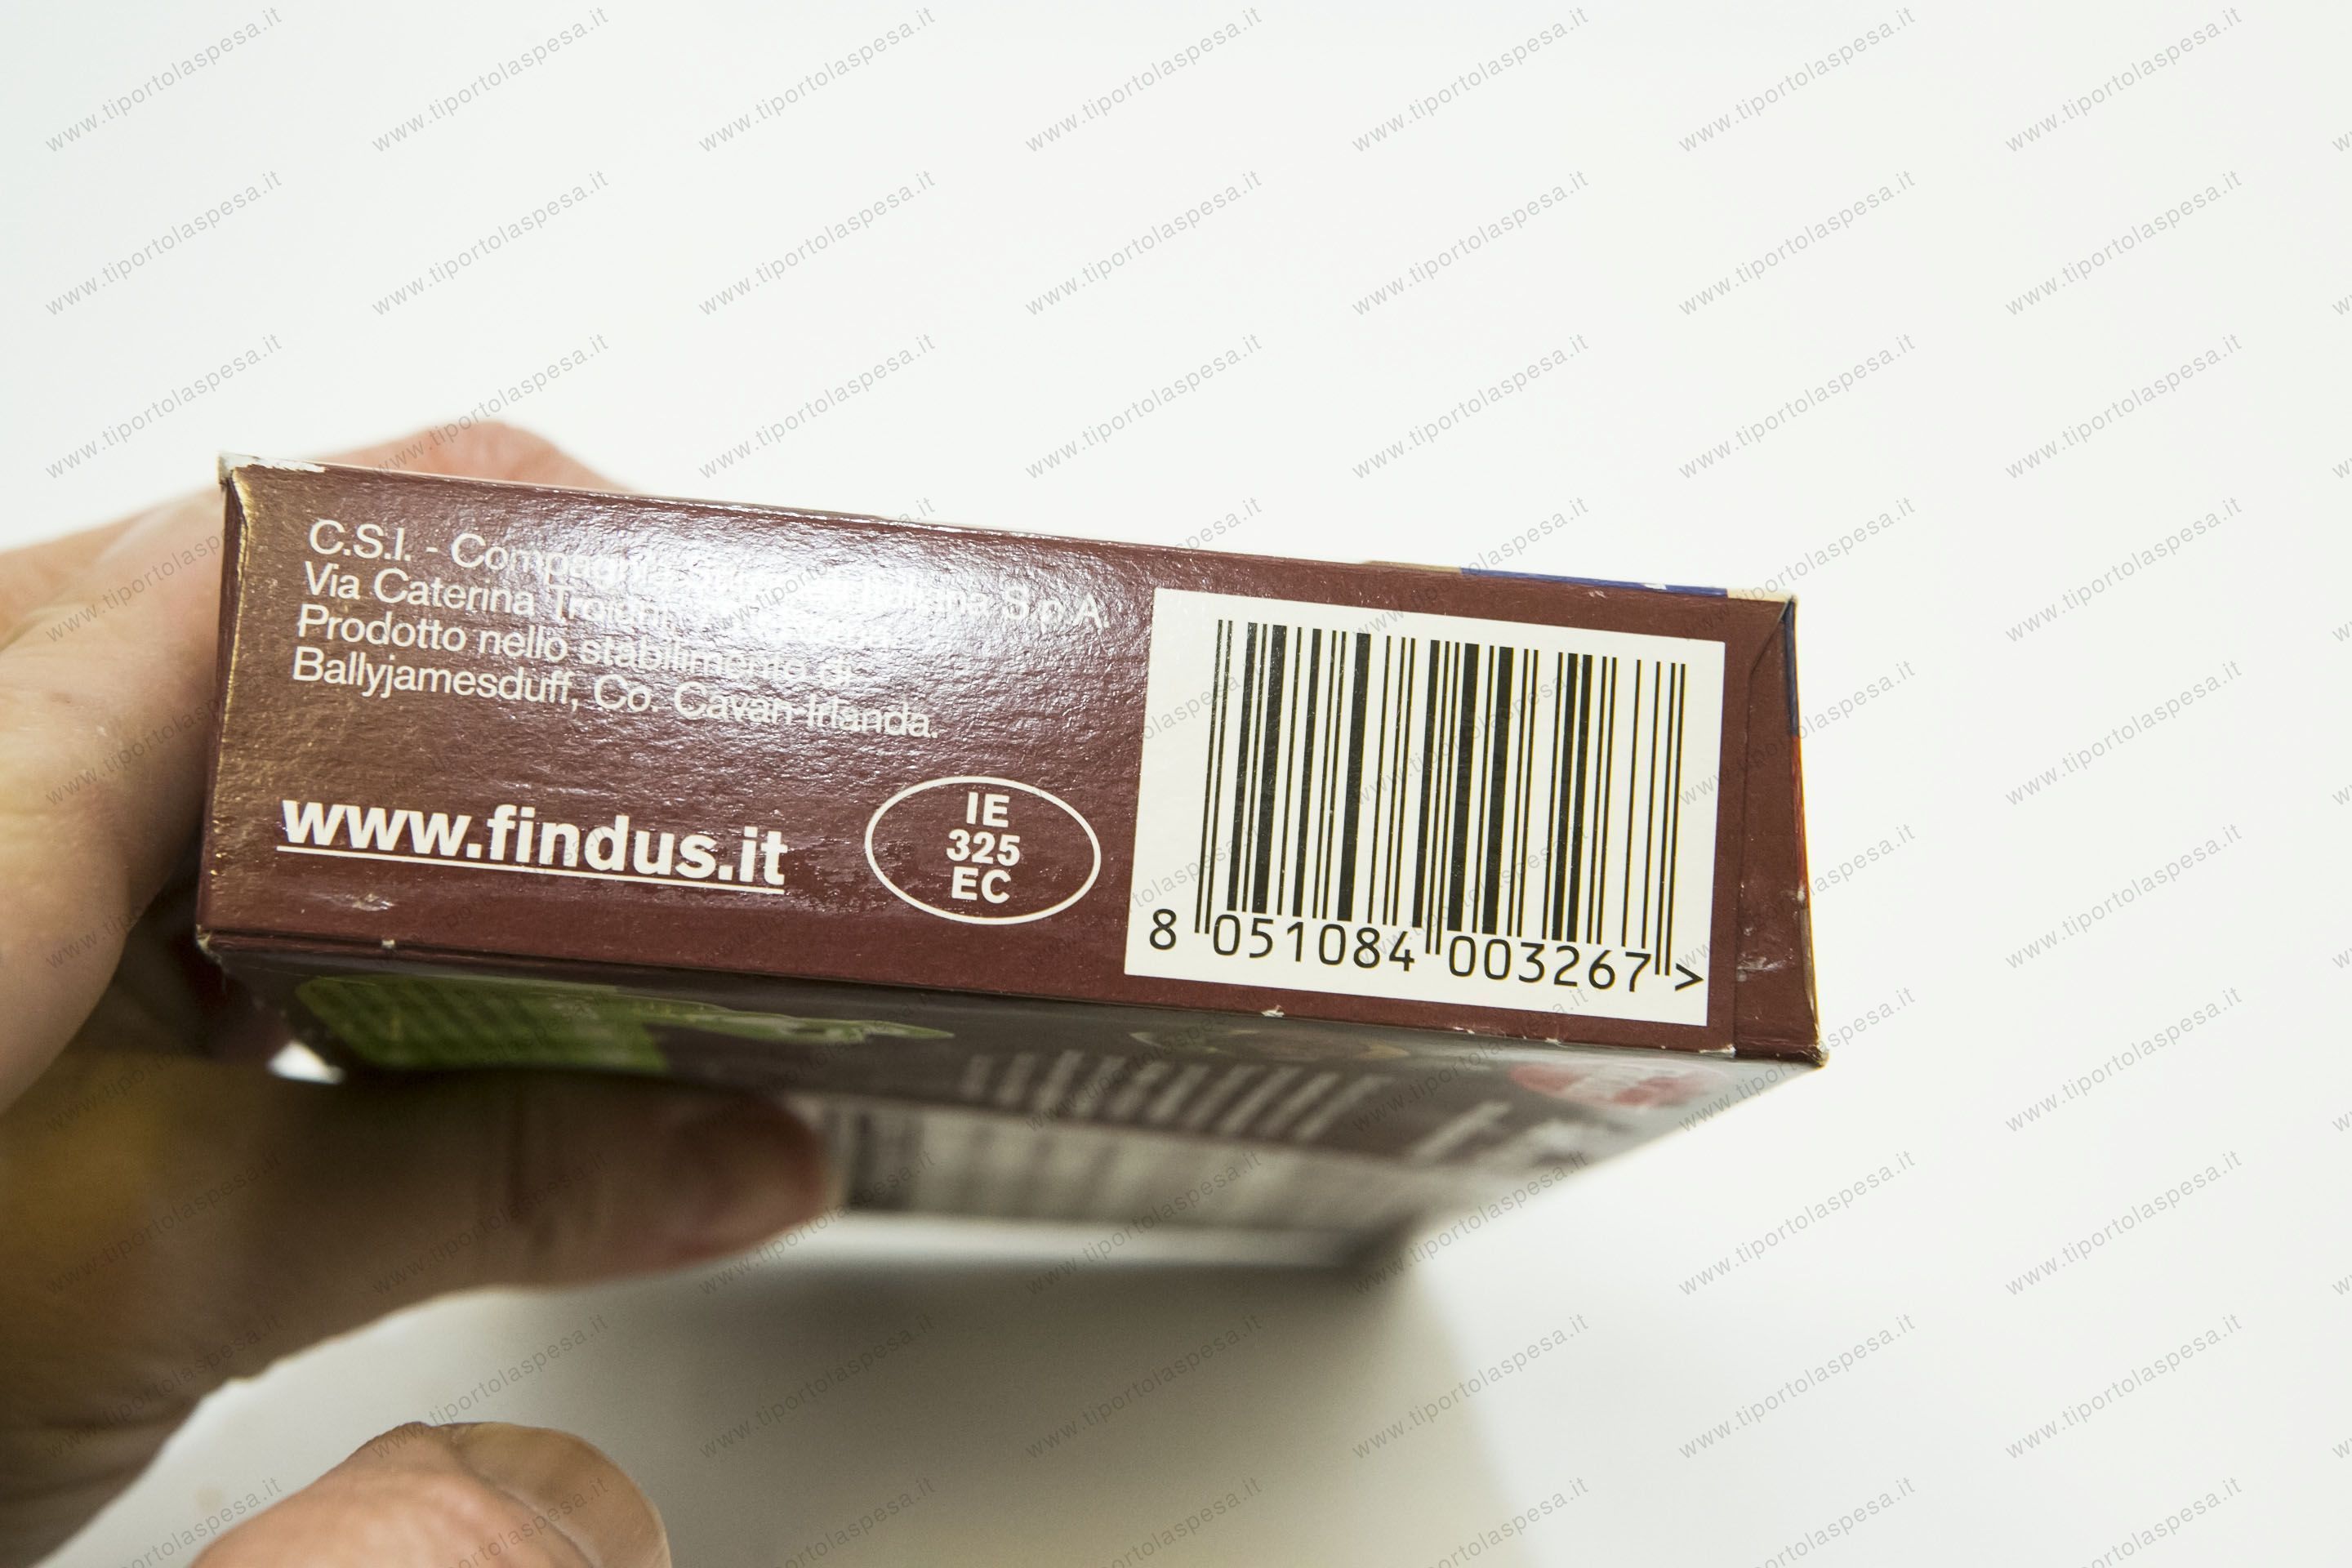 C.S.I. - Compagnia Italiana S.p.A.
Via Caterina Troiani
Prodotto nello stabilimento di
Ballyjamesduff, Co. Cavan-Irlanda.
www.findus.it
IE
325
EC
8 051084 003267 >
www.tiportolaspesa.it